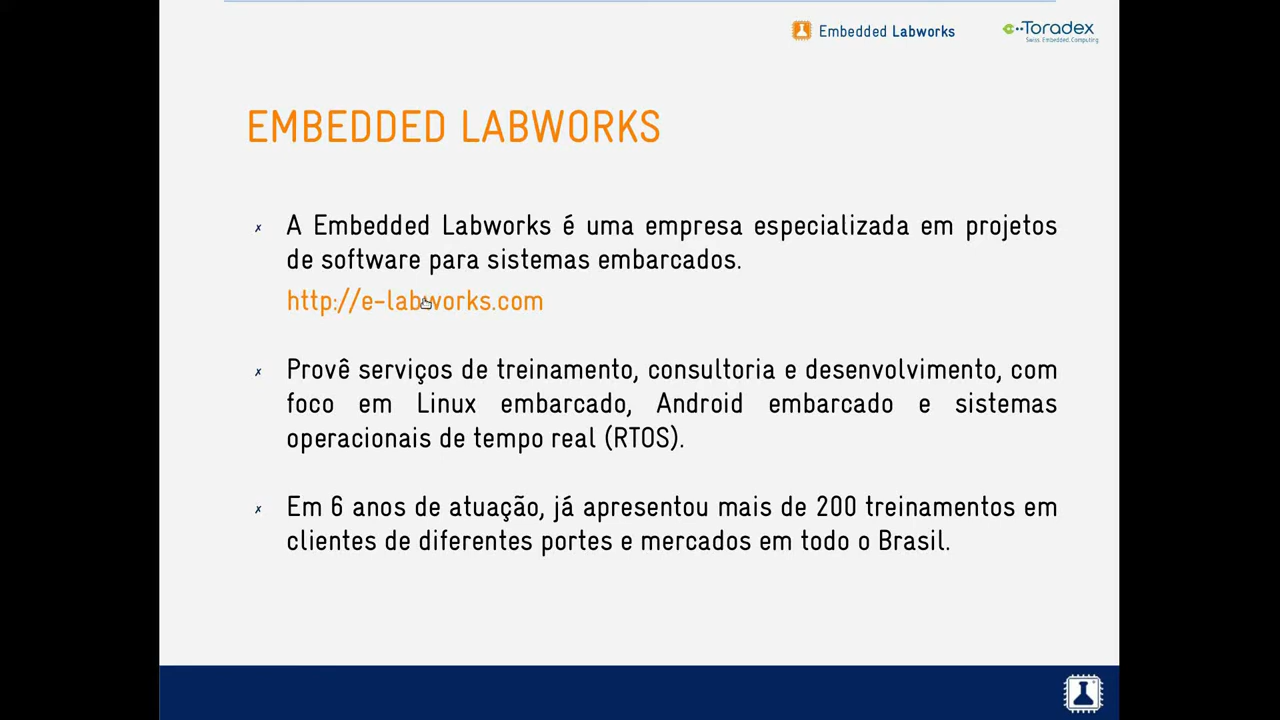 Embedded Labworks
Toradex
Swiss. Embedded. Computing.
EMBEDDED LABWORKS
A Embedded Labworks é uma empresa especializada em projetos
de software para sistemas embarcados.
http://e-labworks.com
Provê serviços de treinamento, consultoria e desenvolvimento, com
foco em Linux embarcado, Android embarcado e sistemas
operacionais de tempo real (RTOS).
Em 6 anos de atuação, já apresentou mais de 200 treinamentos em
clientes de diferentes portes e mercados em todo o Brasil.